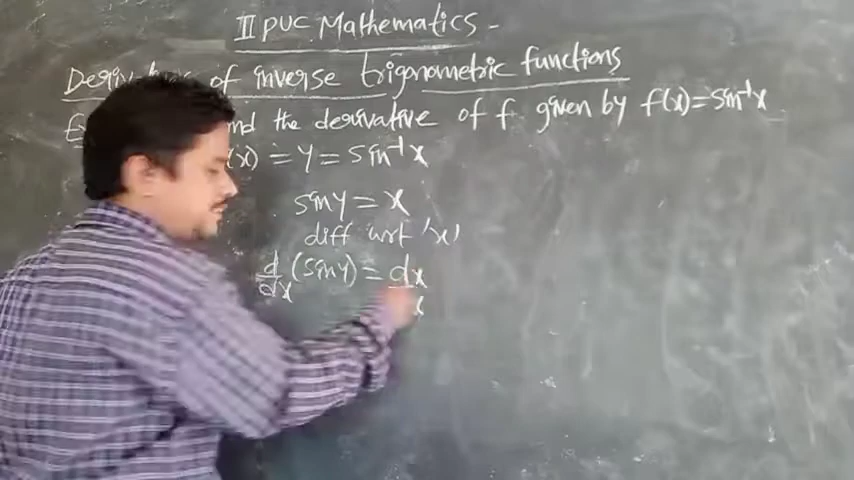 II PUC Mathematics -
of inverse trignometric functions
the derivative of f given by f(x) = sin⁻¹x
(x) = y = sin⁻¹x
sin y = x
diff wrt 'x'
d/dx (sin y) = dx/x